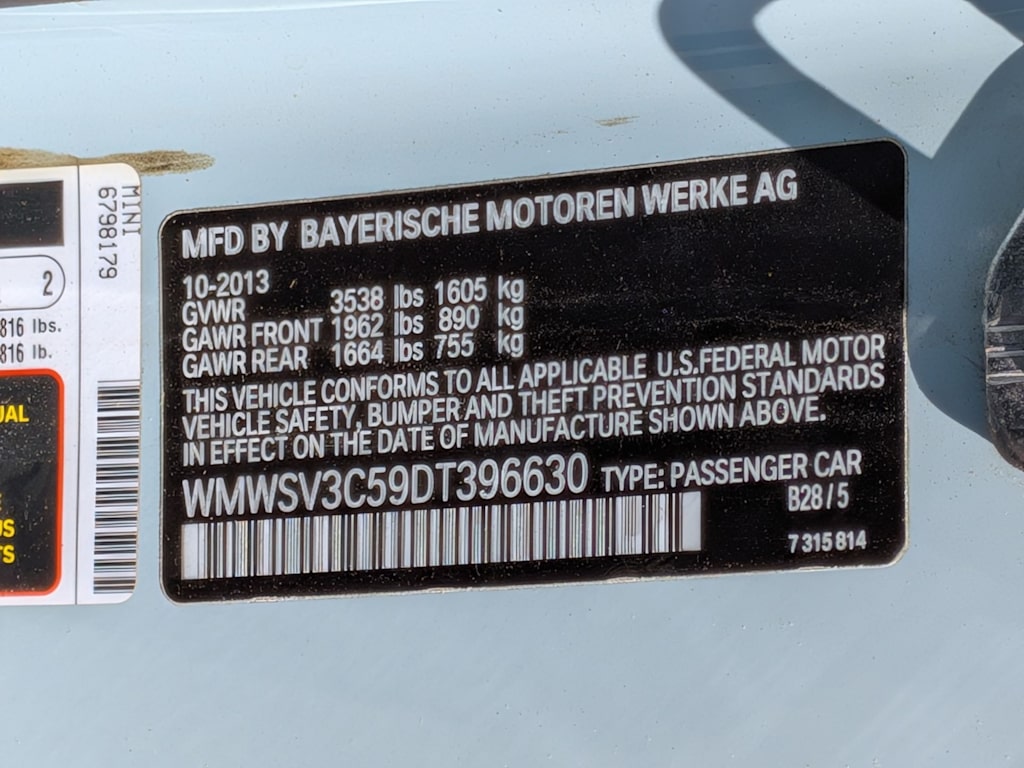 MFD BY BAYERISCHE MOTOREN WERKE AG
10-2013
GVWR 3538 lbs 1605 kg
GAWR FRONT 1962 lbs 890 kg
GAWR REAR 1664 lbs 755 kg
THIS VEHICLE CONFORMS TO ALL APPLICABLE U.S.FEDERAL MOTOR
VEHICLE SAFETY, BUMPER AND THEFT PREVENTION STANDARDS
IN EFFECT ON THE DATE OF MANUFACTURE SHOWN ABOVE.
WMWSV3C59DT396630 TYPE: PASSENGER CAR
B28/5
7 315 814
MINI
6798179
2
816 lbs.
816 lb.
UAL
US
TS